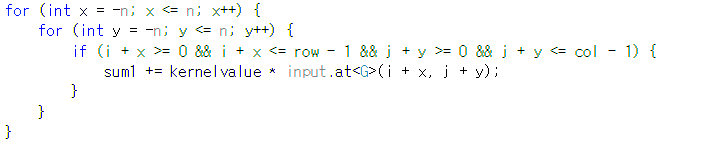 for (int x = -n; x <= n; x++) {
    for (int y = -n; y <= n; y++) {
        if (i + x >= 0 && i + x <= row - 1 && j + y >= 0 && j + y <= col - 1) {
            sum1 += kernelvalue * input.at<G>(i + x, j + y);
        }
    }
}